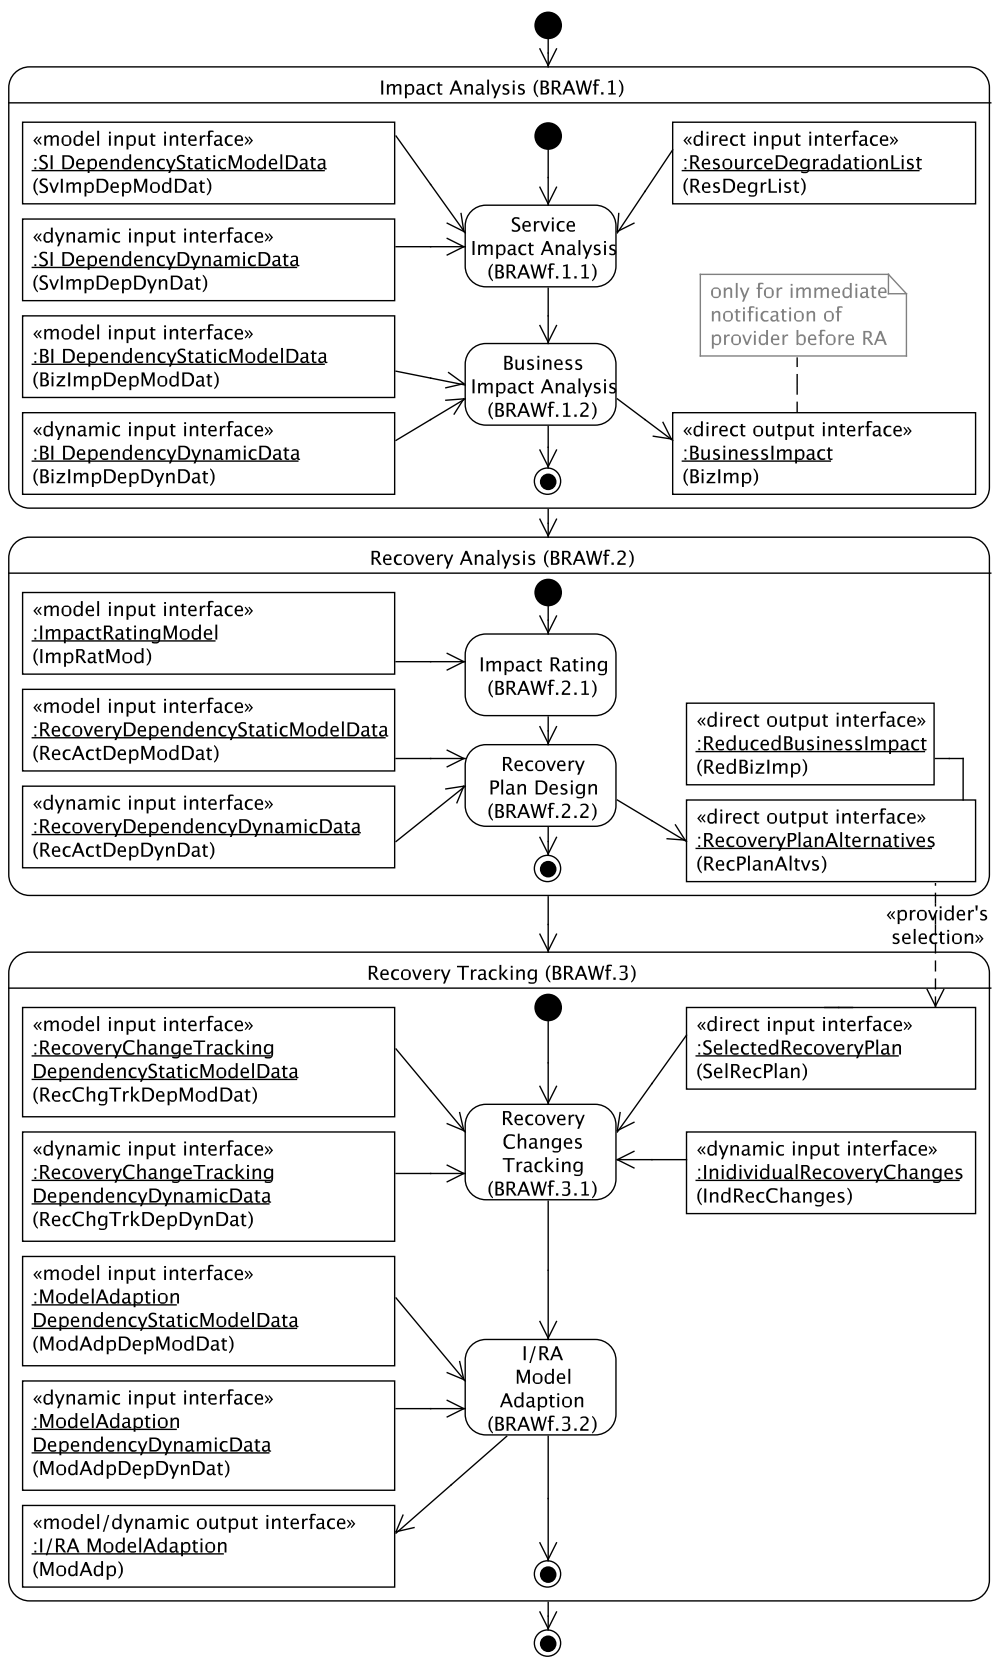 Impact Analysis (BRAWf.1)
«model input interface»
:SI DependencyStaticModelData
(SvImpDepModDat)
«direct input interface»
:ResourceDegradationList
(ResDegrList)
Service
Impact Analysis
(BRAWf.1.1)
«dynamic input interface»
:SI DependencyDynamicData
(SvImpDepDynDat)
only for immediate
notification of
provider before RA
«model input interface»
:BI DependencyStaticModelData
(BizImpDepModDat)
Business
Impact Analysis
(BRAWf.1.2)
«dynamic input interface»
:BI DependencyDynamicData
(BizImpDepDynDat)
«direct output interface»
:BusinessImpact
(BizImp)
Recovery Analysis (BRAWf.2)
«model input interface»
:ImpactRatingModel
(ImpRatMod)
Impact Rating
(BRAWf.2.1)
«model input interface»
:RecoveryDependencyStaticModelData
(RecActDepModDat)
«direct output interface»
:ReducedBusinessImpact
(RedBizImp)
Recovery
Plan Design
(BRAWf.2.2)
«dynamic input interface»
:RecoveryDependencyDynamicData
(RecActDepDynDat)
«direct output interface»
:RecoveryPlanAlternatives
(RecPlanAltvs)
«provider's
selection»
Recovery Tracking (BRAWf.3)
«model input interface»
:RecoveryChangeTracking
DependencyStaticModelData
(RecChgTrkDepModDat)
«direct input interface»
:SelectedRecoveryPlan
(SelRecPlan)
Recovery
Changes
Tracking
(BRAWf.3.1)
«dynamic input interface»
:RecoveryChangeTracking
DependencyDynamicData
(RecChgTrkDepDynDat)
«dynamic input interface»
:InidividualRecoveryChanges
(IndRecChanges)
«model input interface»
:ModelAdaption
DependencyStaticModelData
(ModAdpDepModDat)
I/RA
Model
Adaption
(BRAWf.3.2)
«dynamic input interface»
:ModelAdaption
DependencyDynamicData
(ModAdpDepDynDat)
«model/dynamic output interface»
:I/RA ModelAdaption
(ModAdp)